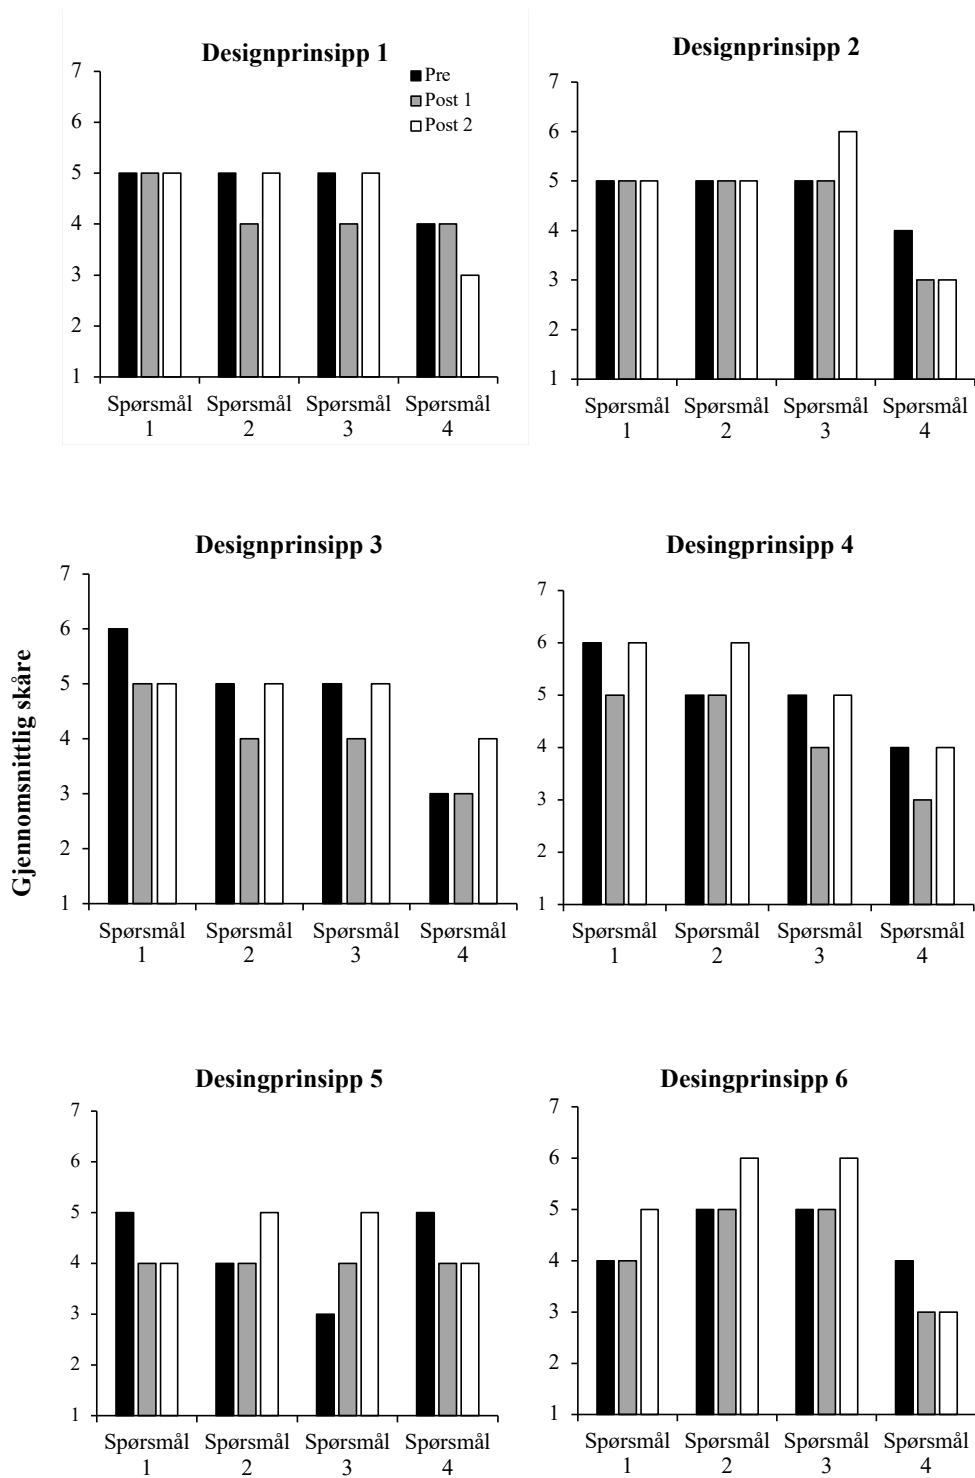 Designprinsipp 1
7
6
5
4
3
2
1
Pre
Post 1
Post 2
Spørsmål 1
Spørsmål 2
Spørsmål 3
Spørsmål 4
Designprinsipp 2
7
6
5
4
3
2
1
Spørsmål 1
Spørsmål 2
Spørsmål 3
Spørsmål 4
Gjennomsnittlig skåre
Designprinsipp 3
7
6
5
4
3
2
1
Spørsmål 1
Spørsmål 2
Spørsmål 3
Spørsmål 4
Desingprinsipp 4
7
6
5
4
3
2
1
Spørsmål 1
Spørsmål 2
Spørsmål 3
Spørsmål 4
Desingprinsipp 5
7
6
5
4
3
2
1
Spørsmål 1
Spørsmål 2
Spørsmål 3
Spørsmål 4
Desingprinsipp 6
7
6
5
4
3
2
1
Spørsmål 1
Spørsmål 2
Spørsmål 3
Spørsmål 4